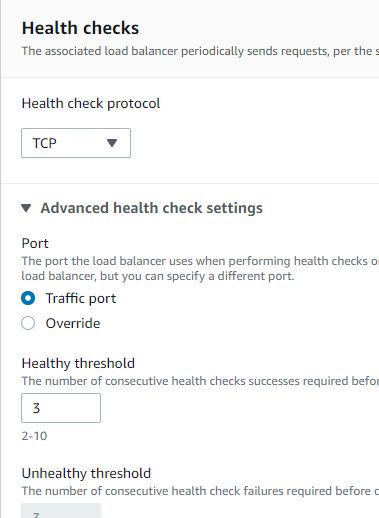 Health checks
The associated load balancer periodically sends requests, per the s
Health check protocol
TCP
Advanced health check settings
Port
The port the load balancer uses when performing health checks o
load balancer, but you can specify a different port.
Traffic port
Override
Healthy threshold
The number of consecutive health checks successes required befor
3
2-10
Unhealthy threshold
The number of consecutive health check failures required before c